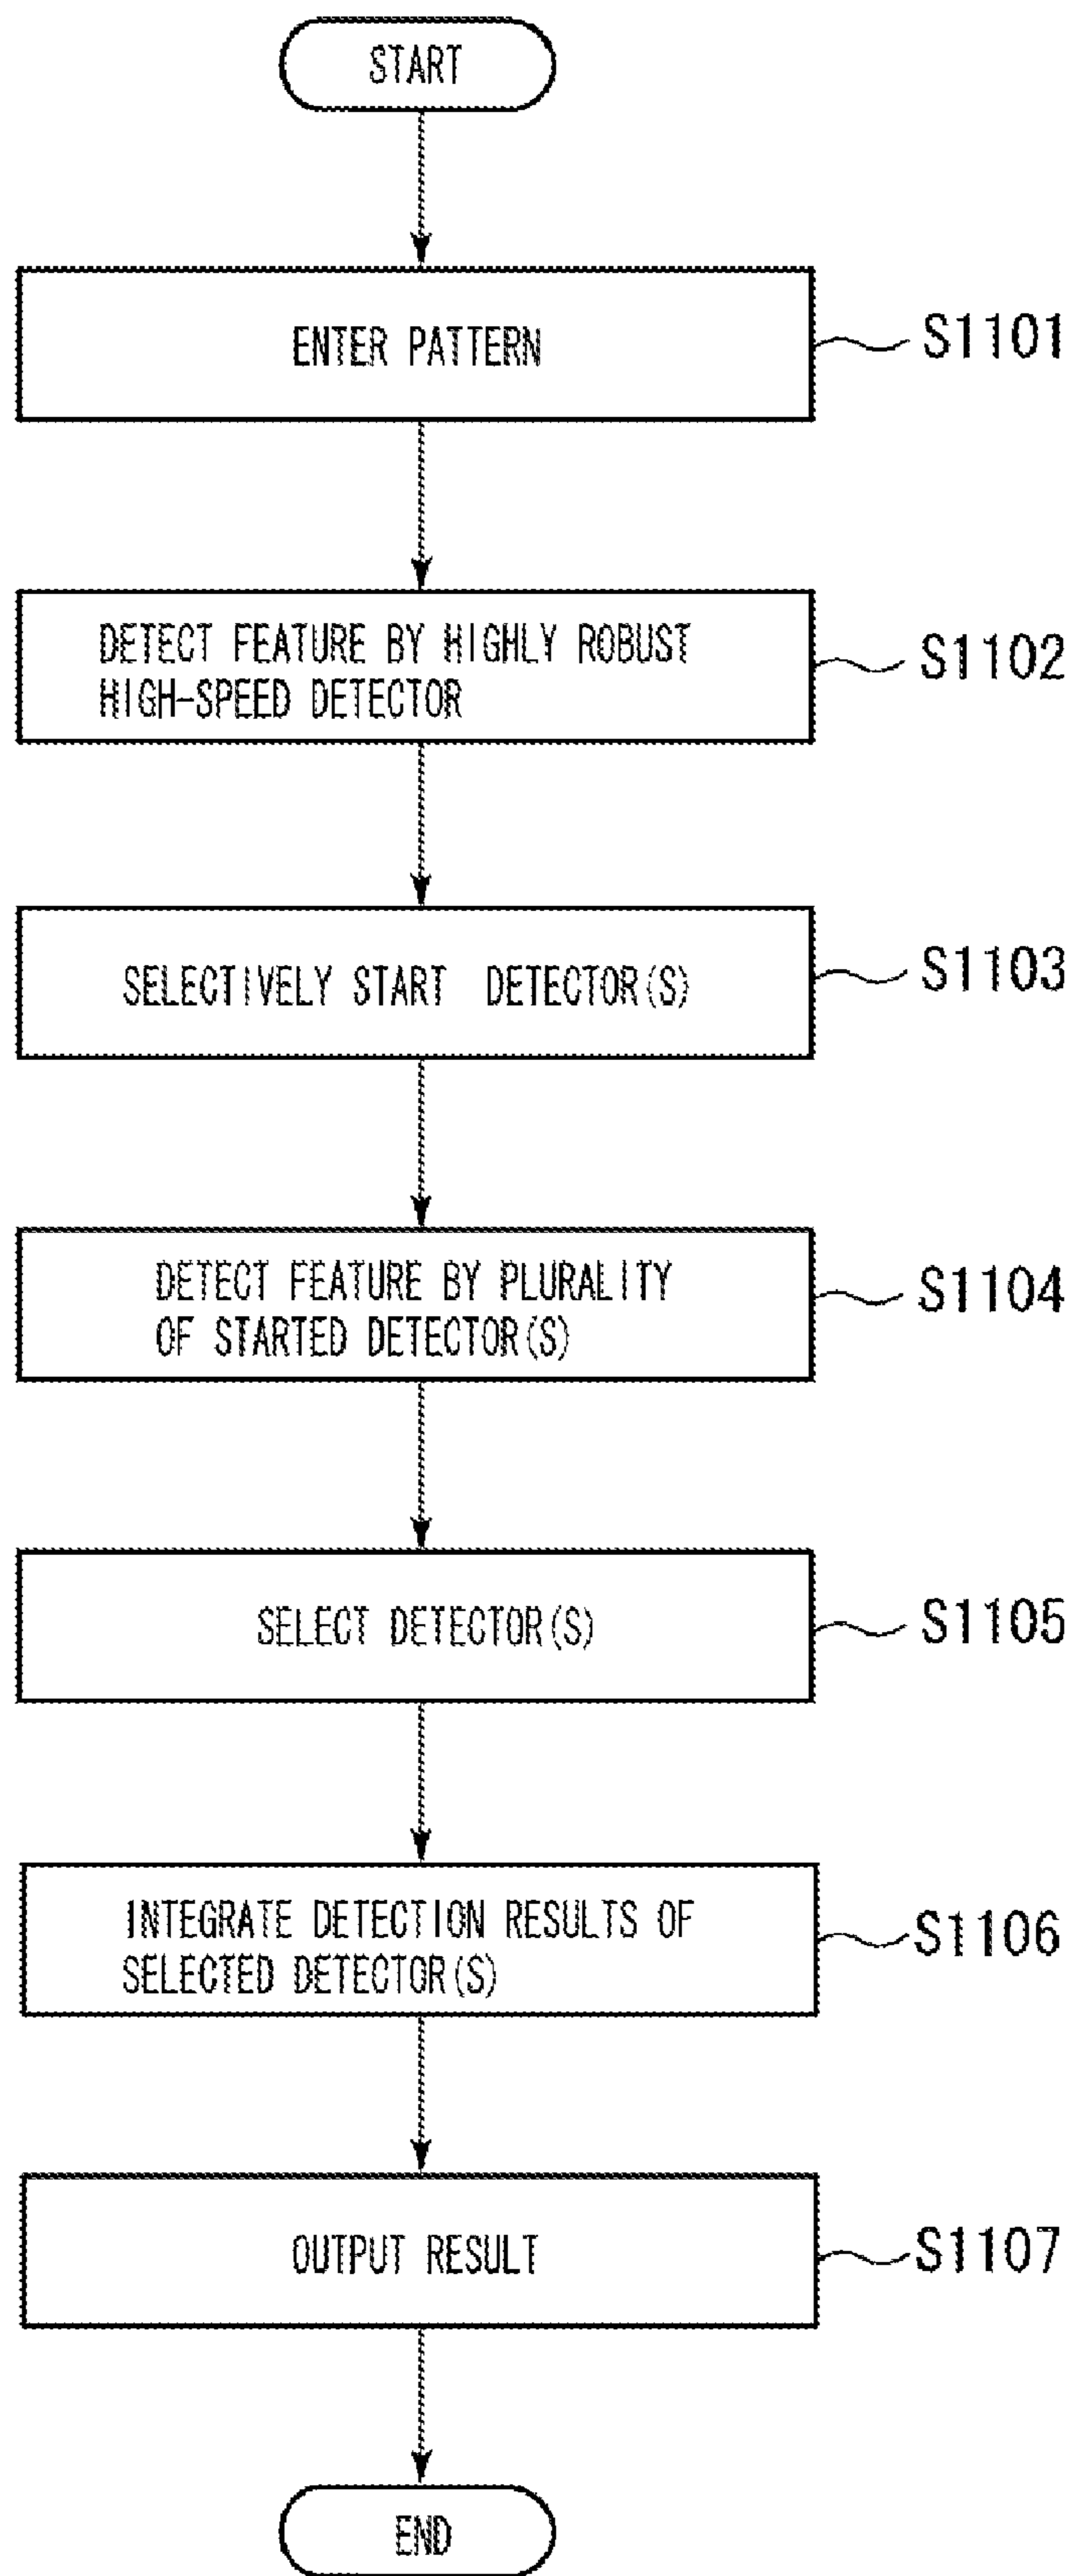 START
ENTER PATTERN
S1101
DETECT FEATURE BY HIGHLY ROBUST
HIGH-SPEED DETECTOR
S1102
SELECTIVELY START DETECTOR(S)
S1103
DETECT FEATURE BY PLURALITY
OF STARTED DETECTOR(S)
S1104
SELECT DETECTOR(S)
S1105
INTEGRATE DETECTION RESULTS OF
SELECTED DETECTOR(S)
S1106
OUTPUT RESULT
S1107
END